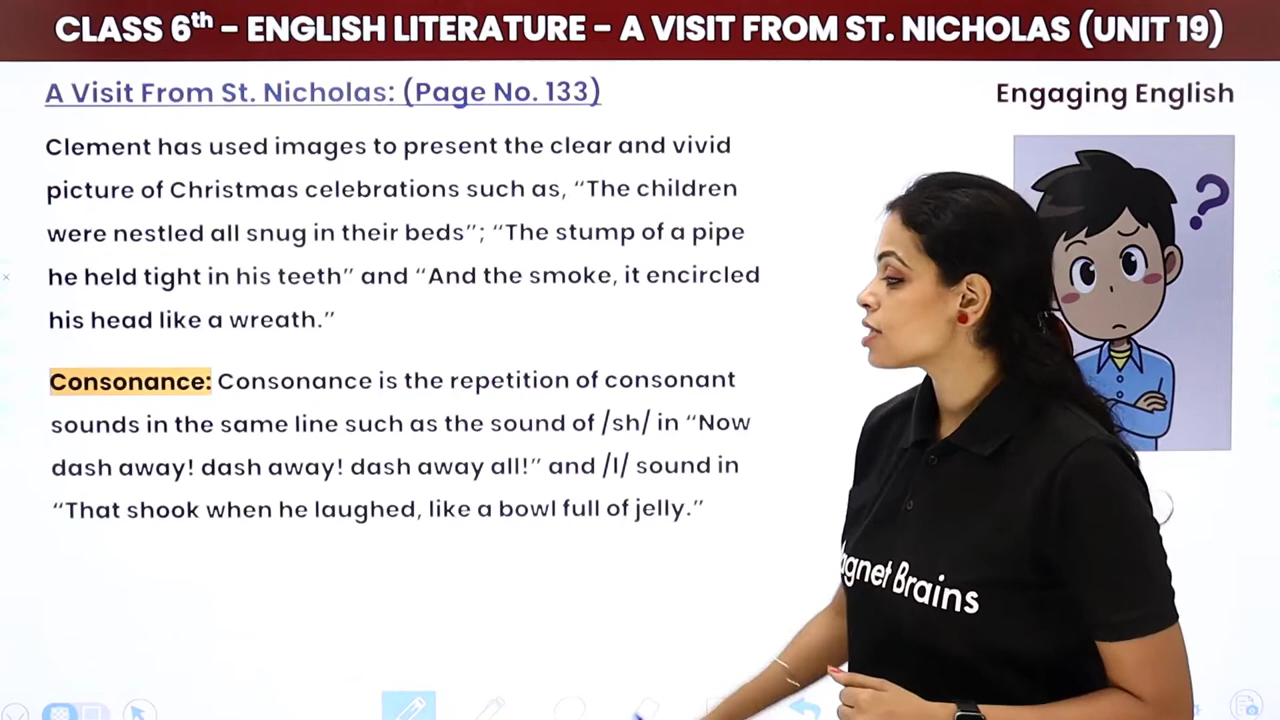 CLASS 6th – ENGLISH LITERATURE – A VISIT FROM ST. NICHOLAS (UNIT 19)
A Visit From St. Nicholas: (Page No. 133)
Engaging English
Clement has used images to present the clear and vivid
picture of Christmas celebrations such as, “The children
were nestled all snug in their beds”; “The stump of a pipe
he held tight in his teeth” and “And the smoke, it encircled
his head like a wreath.”
?
Consonance: Consonance is the repetition of consonant
sounds in the same line such as the sound of /sh/ in “Now
dash away! dash away! dash away all!” and /l/ sound in
“That shook when he laughed, like a bowl full of jelly.”
Brains